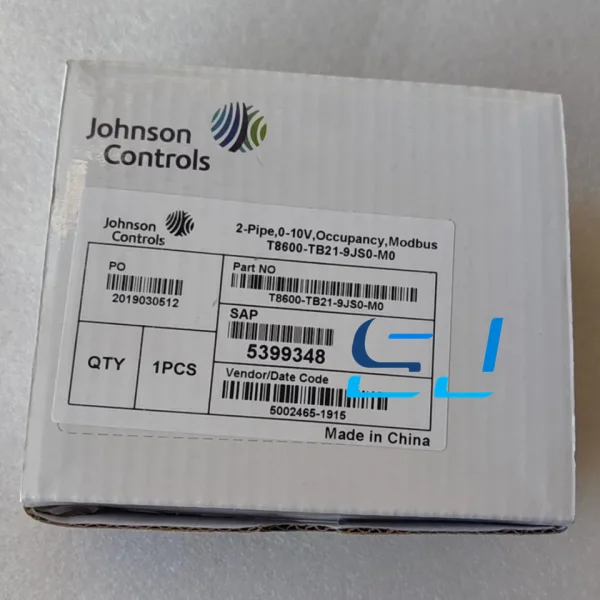 Johnson
Controls
Johnson
Controls
2-Pipe,0-10V,Occupancy,Modbus
T8600-TB21-9JS0-M0
PO
2019030512
Part NO
T8600-TB21-9JS0-M0
SAP
5399348
QTY
1PCS
Vendor/Date Code
5002465-1915
Made in China